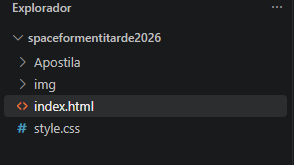 Explorador
spaceformentitarde2026
Apostila
img
index.html
style.css